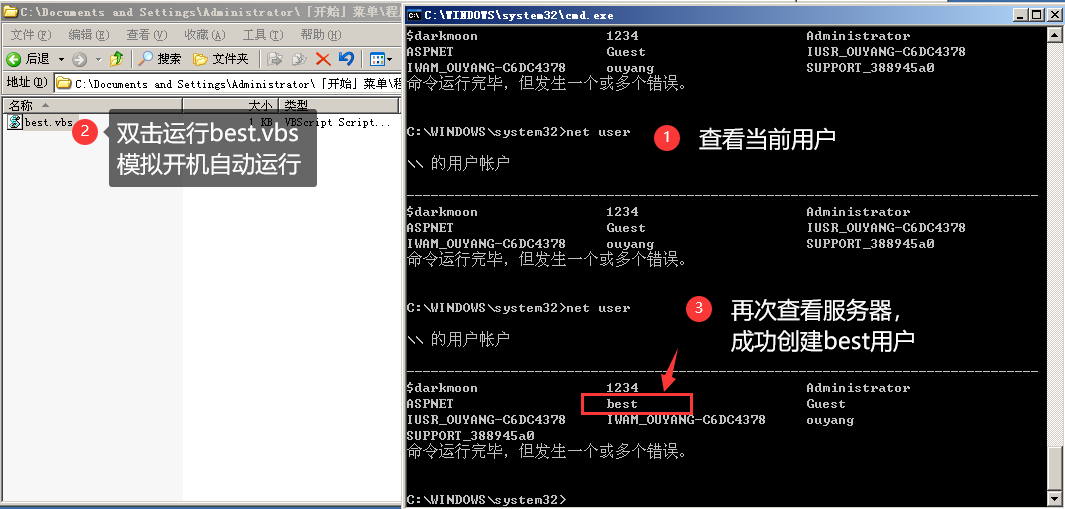 C:\Documents and Settings\Administrator\「开始」菜单\程
文件(F) 编辑(E) 查看(V) 收藏(A) 工具(T) 帮助(H)
后退 搜索 文件夹
地址(D) C:\Documents and Settings\Administrator\「开始」菜单\程
名称 大小 类型
best.vbs 1 KB VBScript Script...
2
双击运行best.vbs
模拟开机自动运行
C:\WINDOWS\system32\cmd.exe
$darkmoon 1234 Administrator
ASPNET Guest IUSR_OUYANG-C6DC4378
IWAM_OUYANG-C6DC4378 ouyang SUPPORT_388945a0
命令运行完毕，但发生一个或多个错误。
C:\WINDOWS\system32>net user
1 查看当前用户
\\ 的用户帐户
-------------------------------------------------------------------------------
$darkmoon 1234 Administrator
ASPNET Guest IUSR_OUYANG-C6DC4378
IWAM_OUYANG-C6DC4378 ouyang SUPPORT_388945a0
命令运行完毕，但发生一个或多个错误。
C:\WINDOWS\system32>net user
3 再次查看服务器，
成功创建best用户
\\ 的用户帐户
-------------------------------------------------------------------------------
$darkmoon 1234 Administrator
ASPNET best Guest
IUSR_OUYANG-C6DC4378 IWAM_OUYANG-C6DC4378 ouyang
SUPPORT_388945a0
命令运行完毕，但发生一个或多个错误。
C:\WINDOWS\system32>